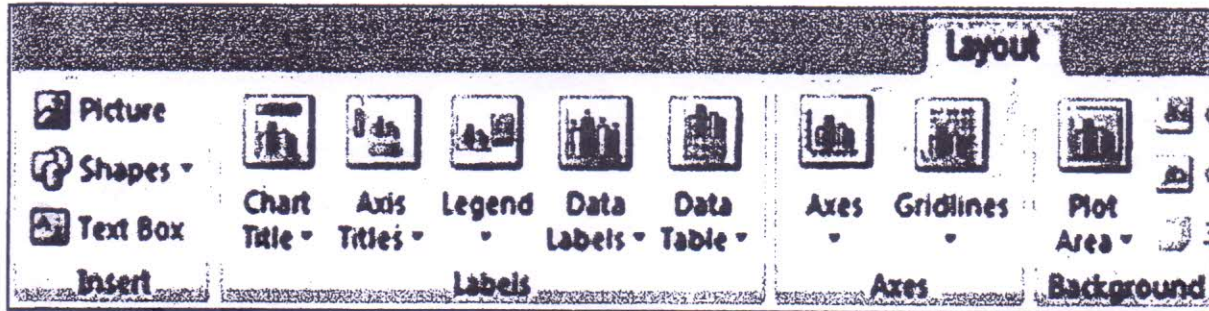 Layout
Picture
Shapes
Text Box
Insert
Chart Title
Axis Titles
Legend
Data Labels
Data Table
Labels
Axes
Gridlines
Axes
Plot Area
Background